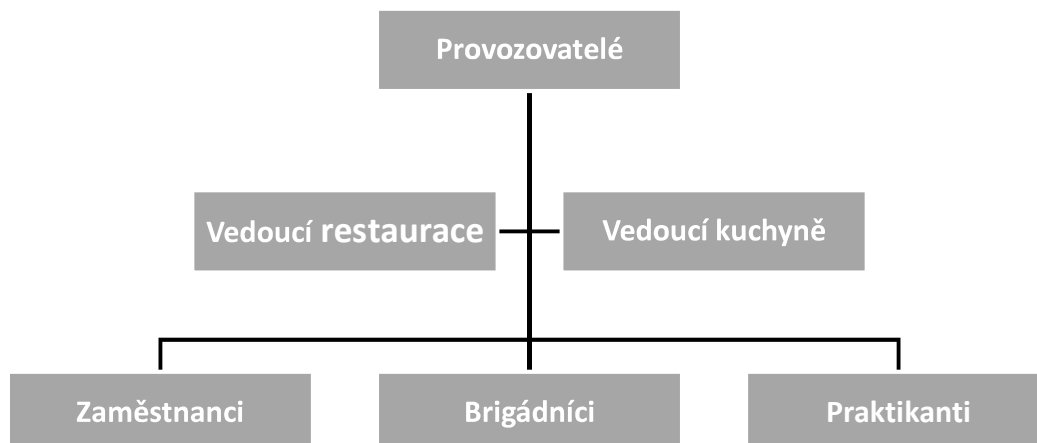 Provozovatelé
Vedoucí restaurace
Vedoucí kuchyně
Zaměstnanci
Brigádníci
Praktikanti